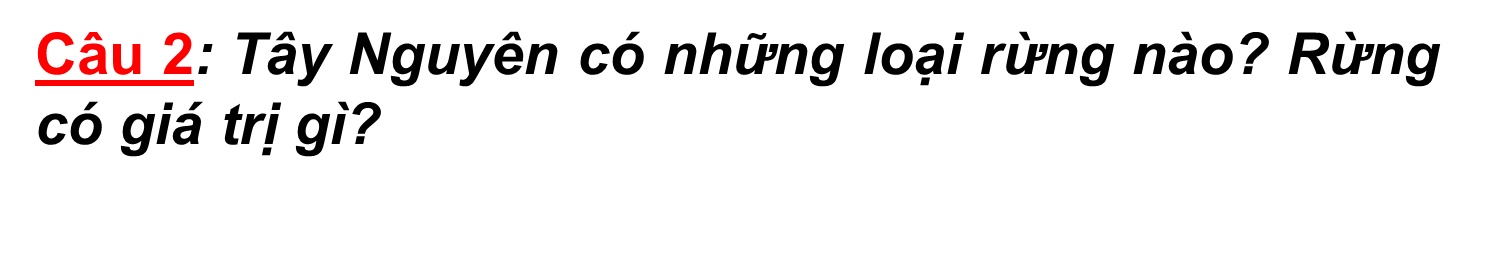 Câu 2: Tây Nguyên có những loại rừng nào? Rừng
có giá trị gì?